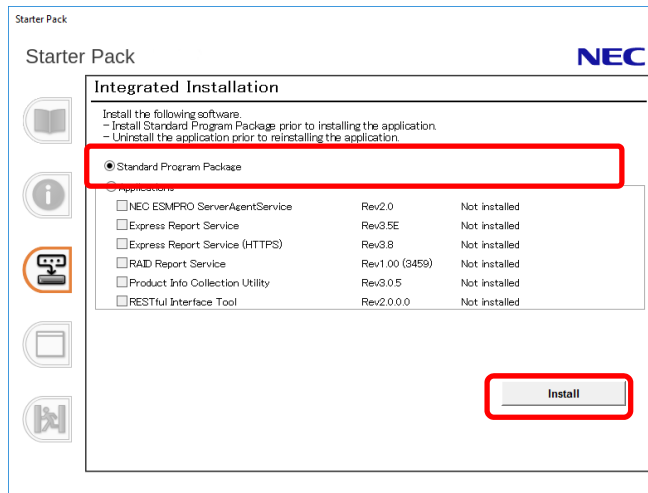 Starter Pack
Starter Pack NEC
Integrated Installation
Install the following software.
- Install Standard Program Package prior to installing the application.
- Uninstall the application prior to reinstalling the application.
Standard Program Package
Applications
NEC ESMPRO ServerAgentService Rev2.0 Not installed
Express Report Service Rev3.5E Not installed
Express Report Service (HTTPS) Rev3.8 Not installed
RAID Report Service Rev1.00 (3459) Not installed
Product Info Collection Utility Rev3.0.5 Not installed
RESTful Interface Tool Rev2.0.0.0 Not installed
Install